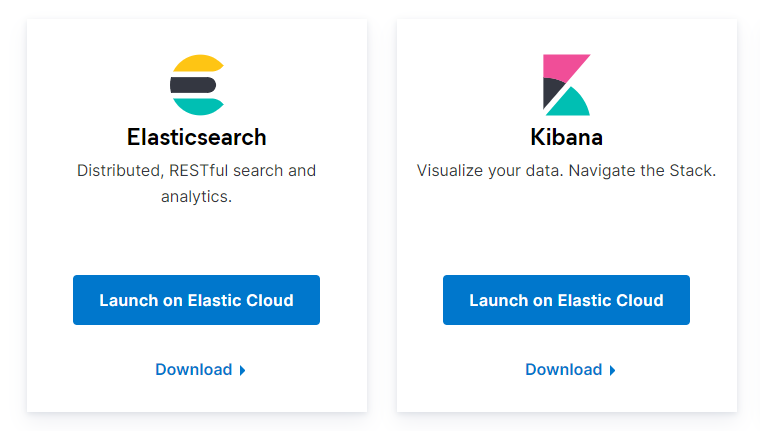 Elasticsearch
Distributed, RESTful search and
analytics.
Launch on Elastic Cloud
Download
Kibana
Visualize your data. Navigate the Stack.
Launch on Elastic Cloud
Download